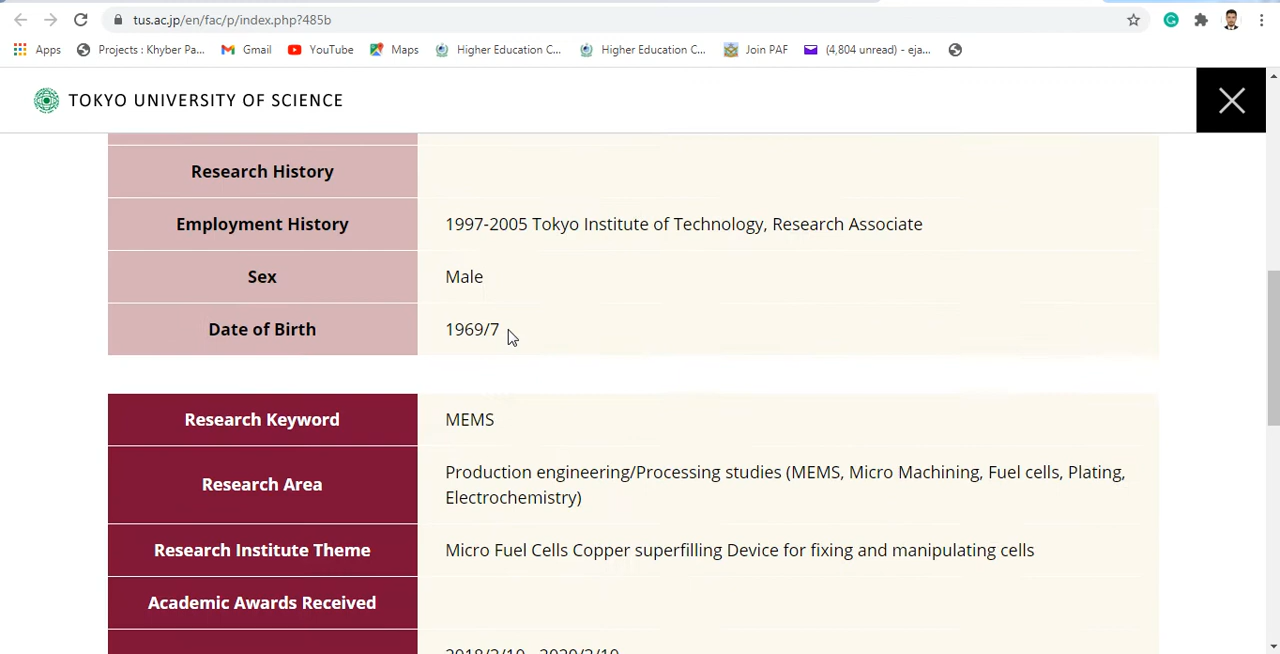 tus.ac.jp/en/fac/p/index.php?485b
Apps Projects : Khyber Pa... Gmail YouTube Maps Higher Education C... Higher Education C... Join PAF (4,804 unread) - eja...
TOKYO UNIVERSITY OF SCIENCE
Research History
Employment History 1997-2005 Tokyo Institute of Technology, Research Associate
Sex Male
Date of Birth 1969/7
Research Keyword MEMS
Research Area Production engineering/Processing studies (MEMS, Micro Machining, Fuel cells, Plating,
Electrochemistry)
Research Institute Theme Micro Fuel Cells Copper superfilling Device for fixing and manipulating cells
Academic Awards Received